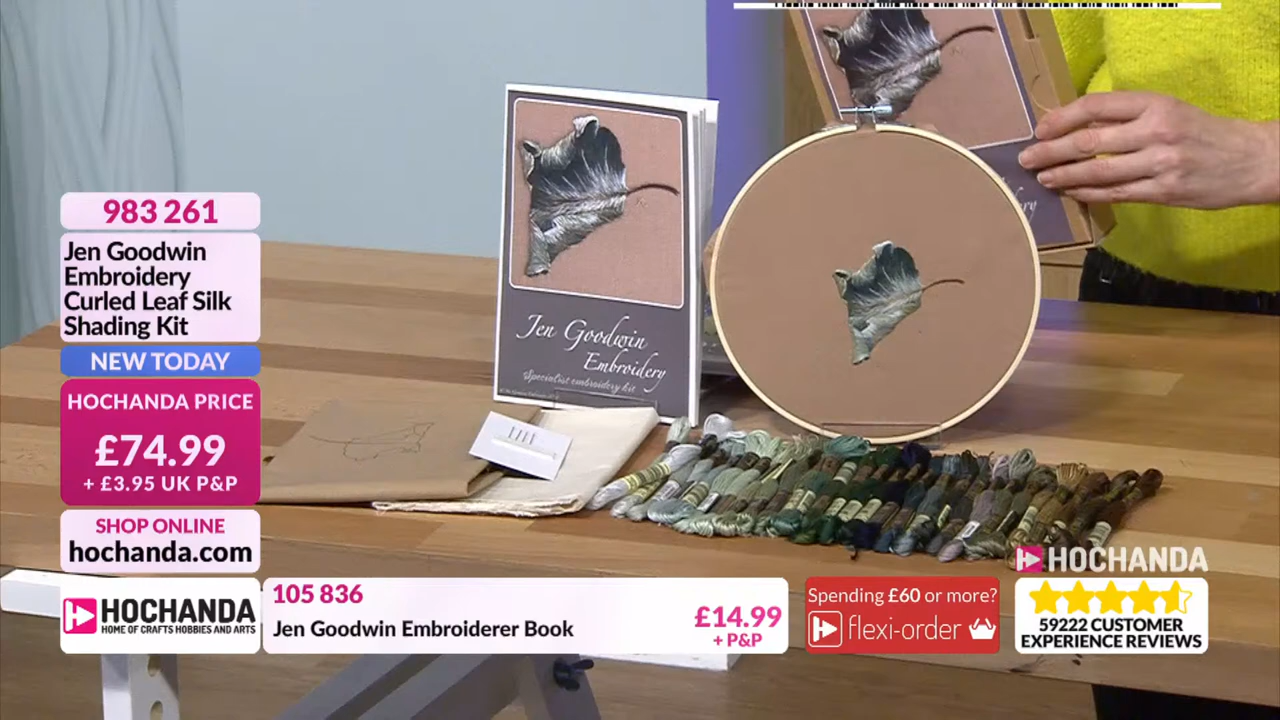 983 261
Jen Goodwin
Embroidery
Curled Leaf Silk
Shading Kit
NEW TODAY
HOCHANDA PRICE
£74.99
+ £3.95 UK P&P
SHOP ONLINE
hochanda.com
HOCHANDA
HOME OF CRAFTS HOBBIES AND ARTS
105 836
Jen Goodwin Embroiderer Book
£14.99
+ P&P
Spending £60 or more?
flexi-order
HOCHANDA
59222 CUSTOMER
EXPERIENCE REVIEWS
Jen Goodwin
Embroidery
Specialist embroidery kit